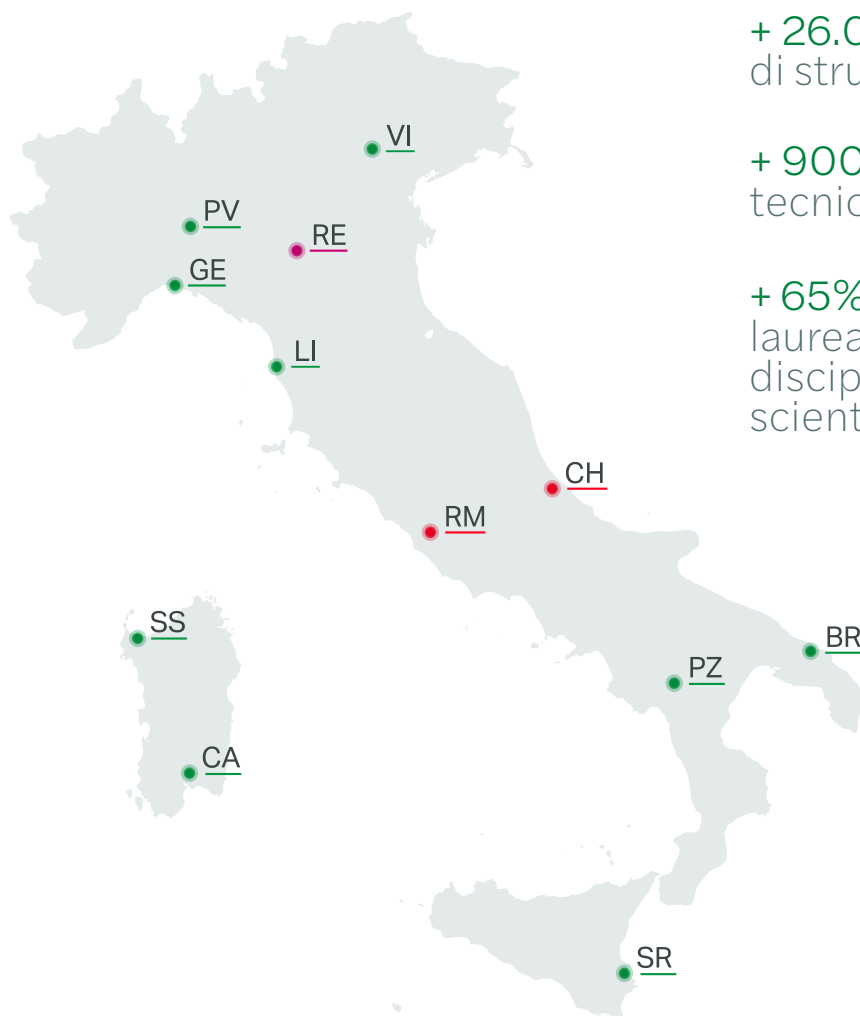 + 26.0
di stru
+ 900
tecnic
+ 65%
laurea
discip
scient
VI
PV
RE
GE
LI
CH
RM
SS
BR
PZ
CA
SR